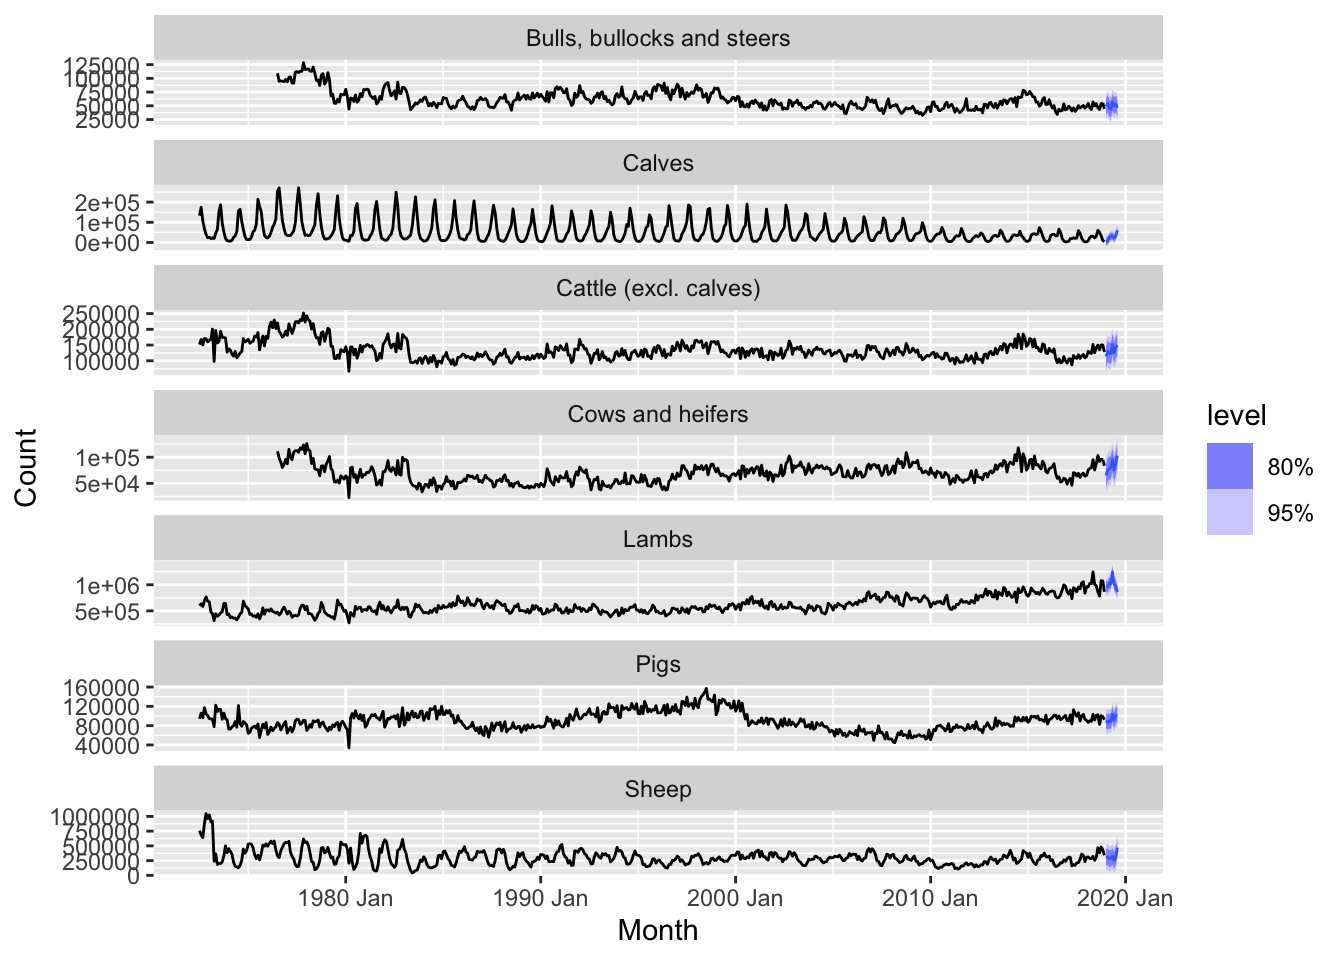 Bulls, bullocks and steers
125000
100000
75000
50000
25000
Calves
2e+05
1e+05
0e+00
Cattle (excl. calves)
250000
200000
150000
100000
Cows and heifers
1e+05
5e+04
Lambs
1e+06
5e+05
Pigs
160000
120000
80000
40000
Sheep
1000000
750000
500000
250000
0
1980 Jan
1990 Jan
2000 Jan
2010 Jan
2020 Jan
Month
Count
level
80%
95%